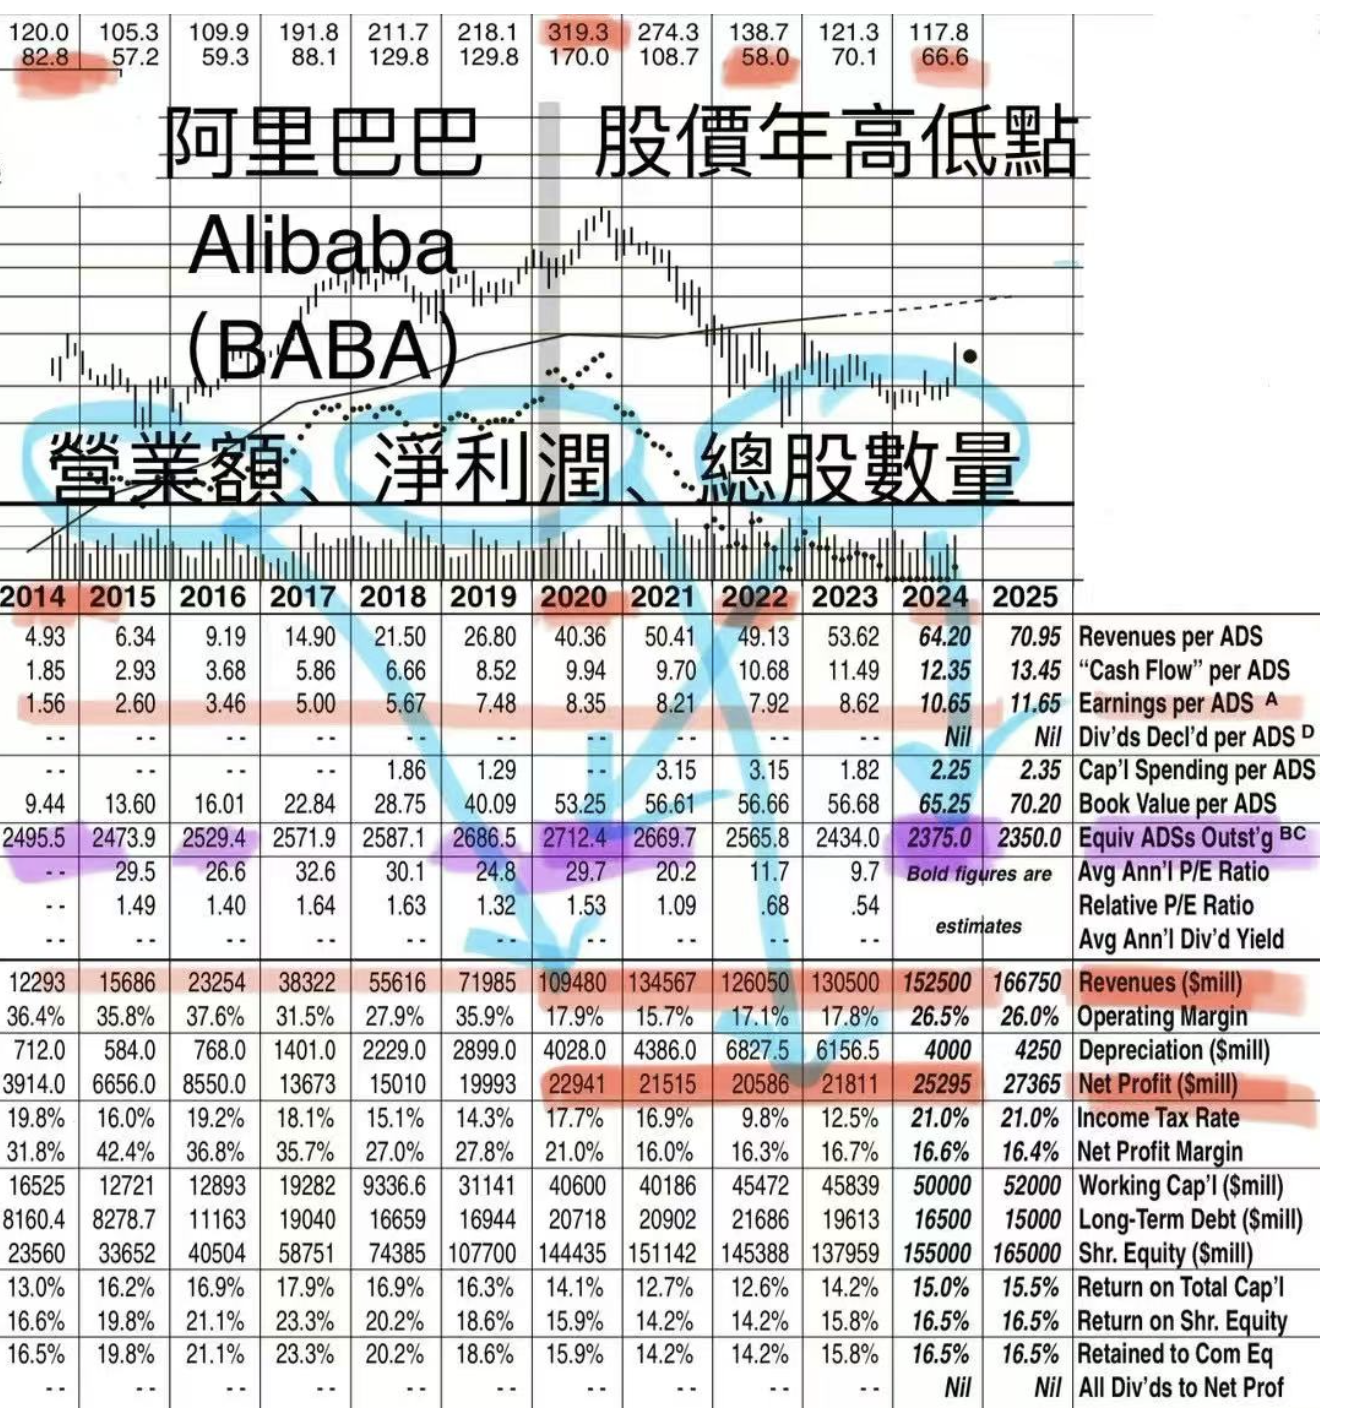 120.0 105.3 109.9 191.8 211.7 218.1 319.3 274.3 138.7 121.3 117.8
82.8 57.2 59.3 88.1 129.8 129.8 170.0 108.7 58.0 70.1 66.6
阿里巴巴 股價年高低點
Alibaba
(BABA)
營業額、淨利潤、總股數量
2014 2015 2016 2017 2018 2019 2020 2021 2022 2023 2024 2025
4.93 6.34 9.19 14.90 21.50 26.80 40.36 50.41 49.13 53.62 64.20 70.95 Revenues per ADS
1.85 2.93 3.68 5.86 6.66 8.52 9.94 9.70 10.68 11.49 12.35 13.45 “Cash Flow” per ADS
1.56 2.60 3.46 5.00 5.67 7.48 8.35 8.21 7.92 8.62 10.65 11.65 Earnings per ADS A
-- -- -- -- -- -- -- -- -- -- Nil Nil Div'ds Decl'd per ADS D
-- -- -- -- 1.86 1.29 -- 3.15 3.15 1.82 2.25 2.35 Cap'l Spending per ADS
9.44 13.60 16.01 22.84 28.75 40.09 53.25 56.61 56.66 56.68 65.25 70.20 Book Value per ADS
2495.5 2473.9 2529.4 2571.9 2587.1 2686.5 2712.4 2669.7 2565.8 2434.0 2375.0 2350.0 Equiv ADSs Outst'g BC
-- 29.5 26.6 32.6 30.1 24.8 29.7 20.2 11.7 9.7 Bold figures are Avg Ann'l P/E Ratio
-- 1.49 1.40 1.64 1.63 1.32 1.53 1.09 .68 .54 Relative P/E Ratio
estimates
-- -- -- -- -- -- -- -- -- -- Avg Ann'l Div'd Yield
12293 15686 23254 38322 55616 71985 109480 134567 126050 130500 152500 166750 Revenues ($mill)
36.4% 35.8% 37.6% 31.5% 27.9% 35.9% 17.9% 15.7% 17.1% 17.8% 26.5% 26.0% Operating Margin
712.0 584.0 768.0 1401.0 2229.0 2899.0 4028.0 4386.0 6827.5 6156.5 4000 4250 Depreciation ($mill)
3914.0 6656.0 8550.0 13673 15010 19993 22941 21515 20586 21811 25295 27365 Net Profit ($mill)
19.8% 16.0% 19.2% 18.1% 15.1% 14.3% 17.7% 16.9% 9.8% 12.5% 21.0% 21.0% Income Tax Rate
31.8% 42.4% 36.8% 35.7% 27.0% 27.8% 21.0% 16.0% 16.3% 16.7% 16.6% 16.4% Net Profit Margin
16525 12721 12893 19282 9336.6 31141 40600 40186 45472 45839 50000 52000 Working Cap'l ($mill)
8160.4 8278.7 11163 19040 16659 16944 20718 20902 21686 19613 16500 15000 Long-Term Debt ($mill)
23560 33652 40504 58751 74385 107700 144435 151142 145388 137959 155000 165000 Shr. Equity ($mill)
13.0% 16.2% 16.9% 17.9% 16.9% 16.3% 14.1% 12.7% 12.6% 14.2% 15.0% 15.5% Return on Total Cap'l
16.6% 19.8% 21.1% 23.3% 20.2% 18.6% 15.9% 14.2% 14.2% 15.8% 16.5% 16.5% Return on Shr. Equity
16.5% 19.8% 21.1% 23.3% 20.2% 18.6% 15.9% 14.2% 14.2% 15.8% 16.5% 16.5% Retained to Com Eq
-- -- -- -- -- -- -- -- -- -- Nil Nil All Div'ds to Net Prof